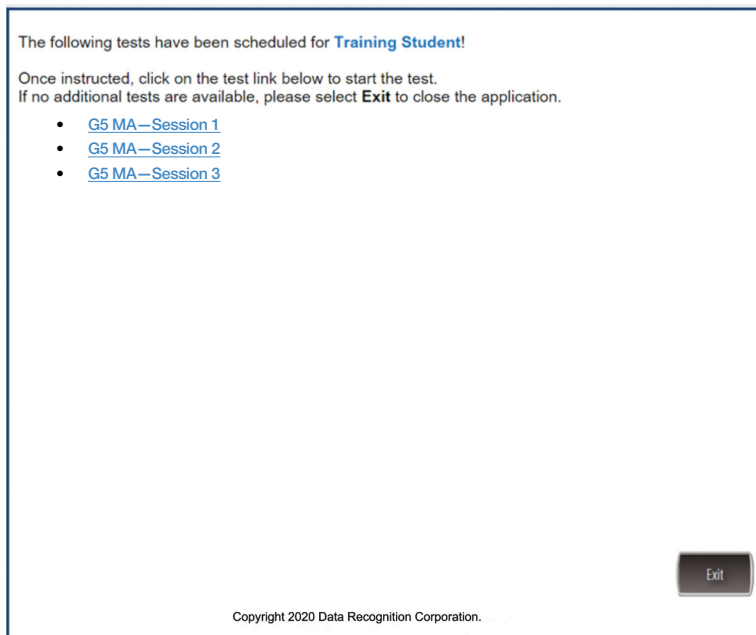 The following tests have been scheduled for Training Student!
Once instructed, click on the test link below to start the test.
If no additional tests are available, please select Exit to close the application.
• G5 MA—Session 1
• G5 MA—Session 2
• G5 MA—Session 3
Exit
Copyright 2020 Data Recognition Corporation.